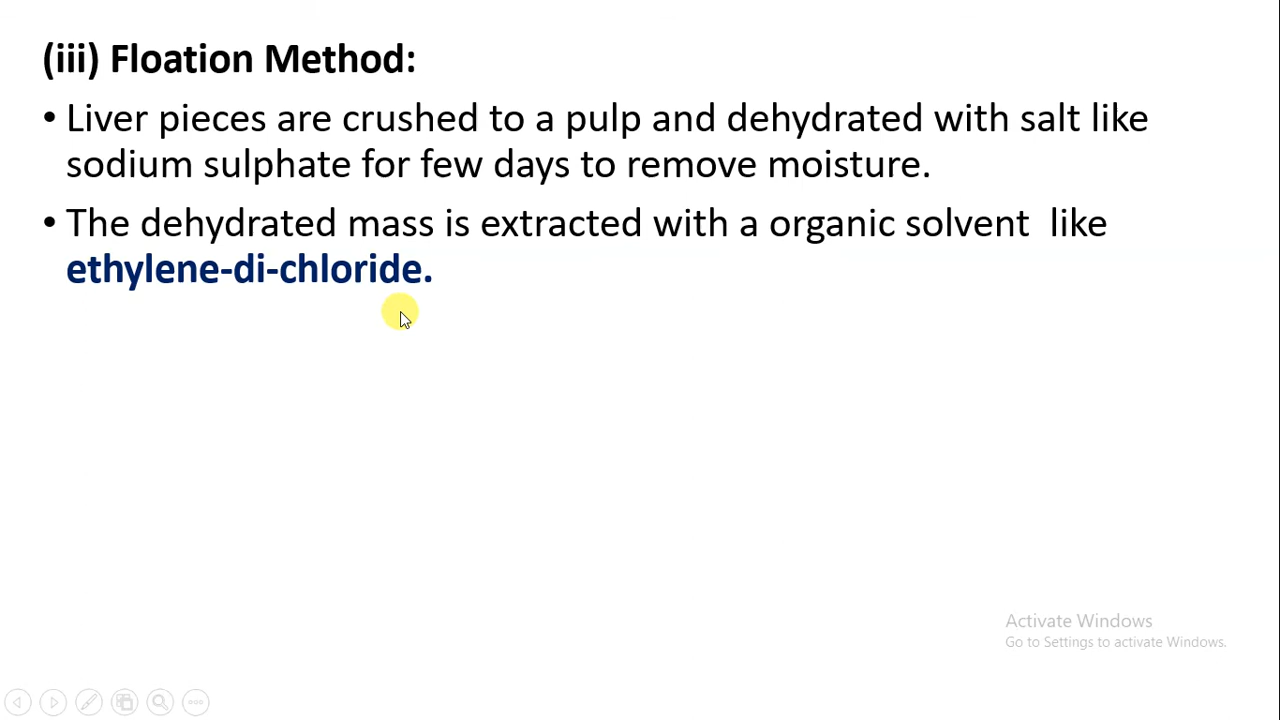 (iii) Floation Method:
• Liver pieces are crushed to a pulp and dehydrated with salt like
sodium sulphate for few days to remove moisture.
• The dehydrated mass is extracted with a organic solvent  like
ethylene-di-chloride.
Activate Windows
Go to Settings to activate Windows.